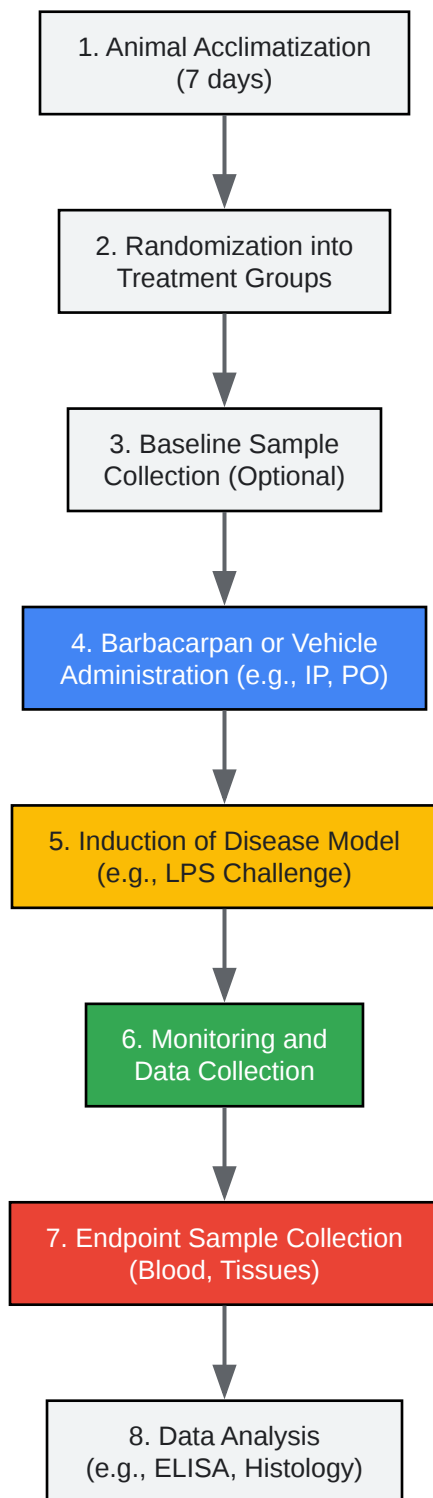 1. Animal Acclimatization
(7 days)
2. Randomization into
Treatment Groups
3. Baseline Sample
Collection (Optional)
4. Barbacarpan or Vehicle
Administration (e.g., IP, PO)
5. Induction of Disease Model
(e.g., LPS Challenge)
6. Monitoring and
Data Collection
7. Endpoint Sample Collection
(Blood, Tissues)
8. Data Analysis
(e.g., ELISA, Histology)